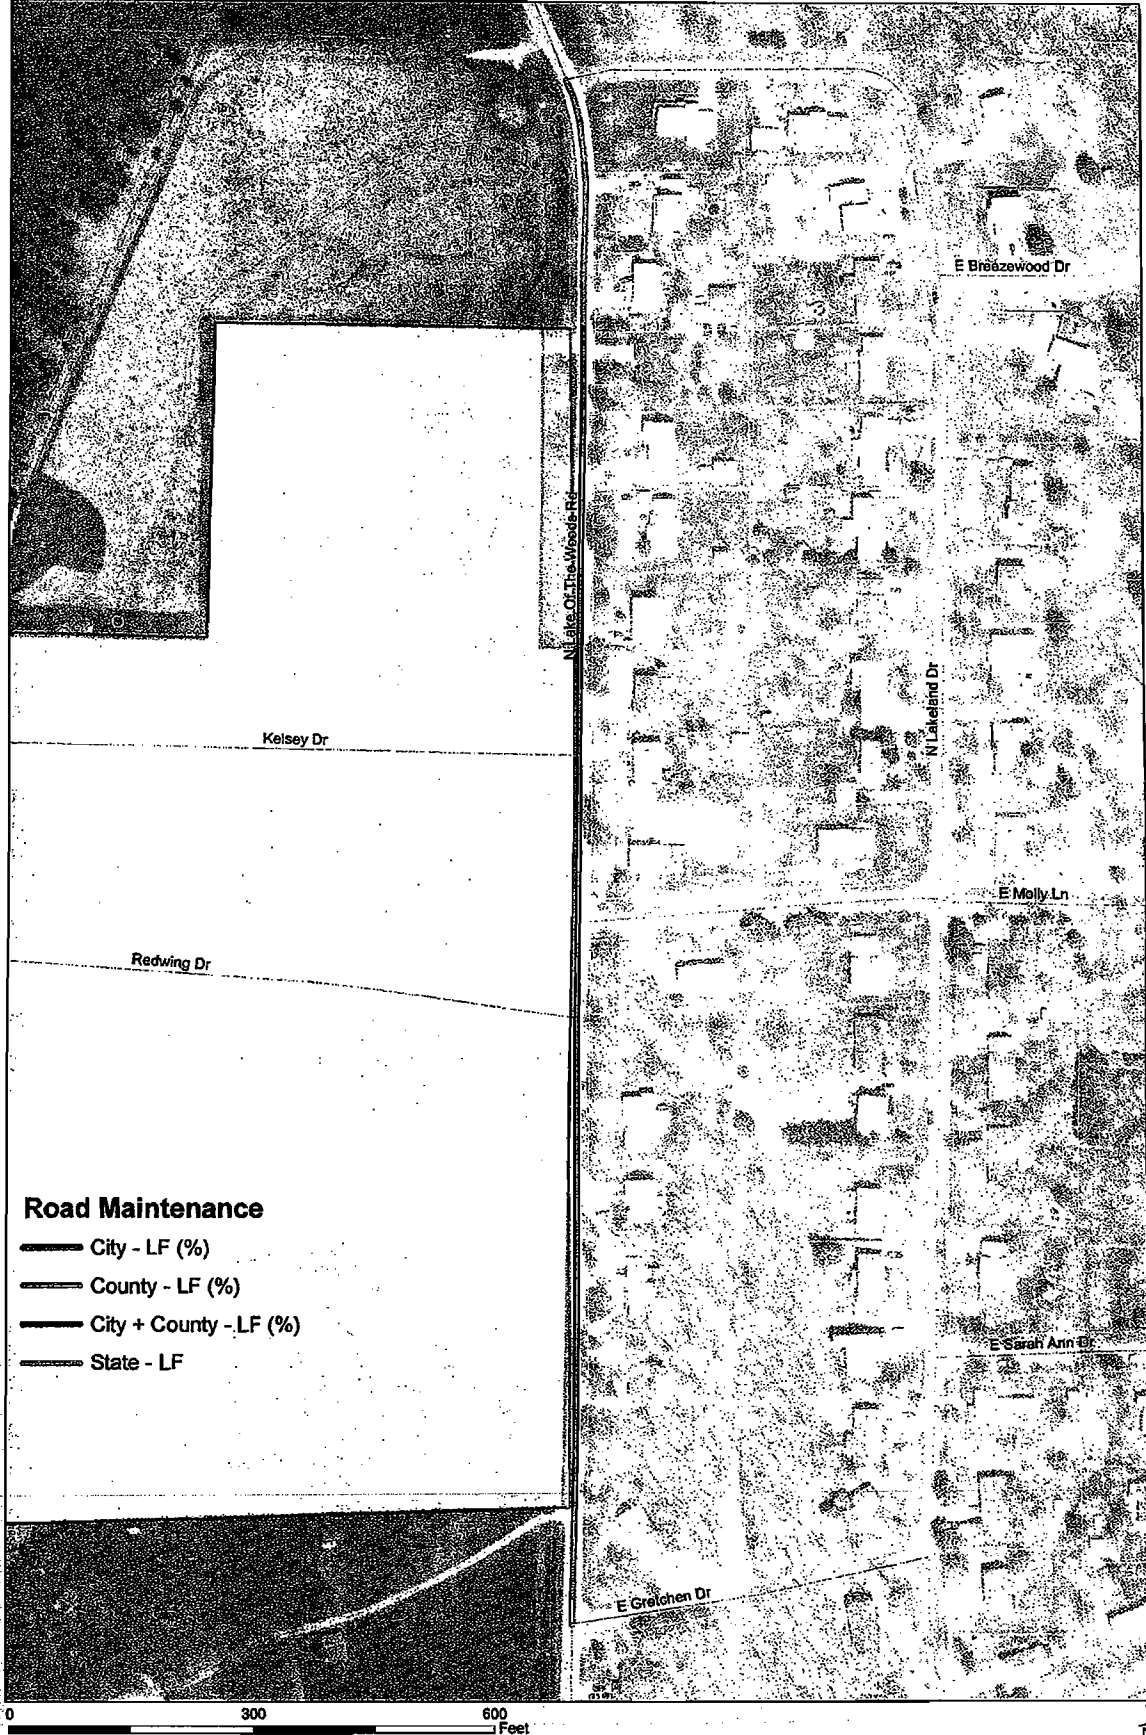 E Breezewood Dr
N Lake Of The Woods Rd
N Lakeland Dr
Kelsey Dr
E Molly Ln
Redwing Dr
Road Maintenance
City - LF (%)
County - LF (%)
City + County - LF (%)
State - LF
E Sarah Ann Dr
E Gretchen Dr
0 300 600
Feet